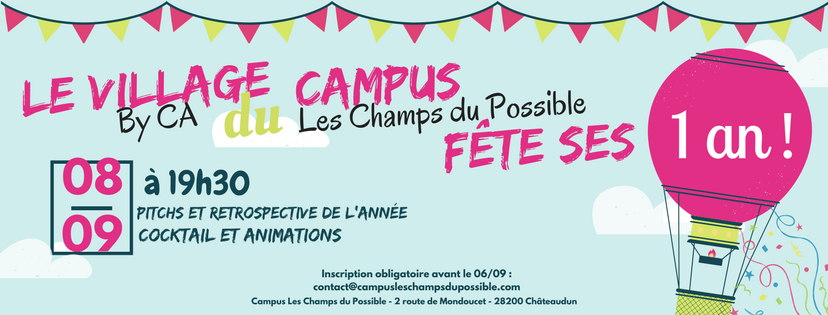 LE VILLAGE CAMPUS
By CA du Les Champs du Possible
FÊTE SES
1 an !
08
09
à 19h30
PITCHS ET RETROSPECTIVE DE L'ANNÉE
COCKTAIL ET ANIMATIONS
Inscription obligatoire avant le 06/09 :
contact@campusleschampsdupossible.com
Campus Les Champs du Possible - 2 route de Mondoucet - 28200 Châteaudun